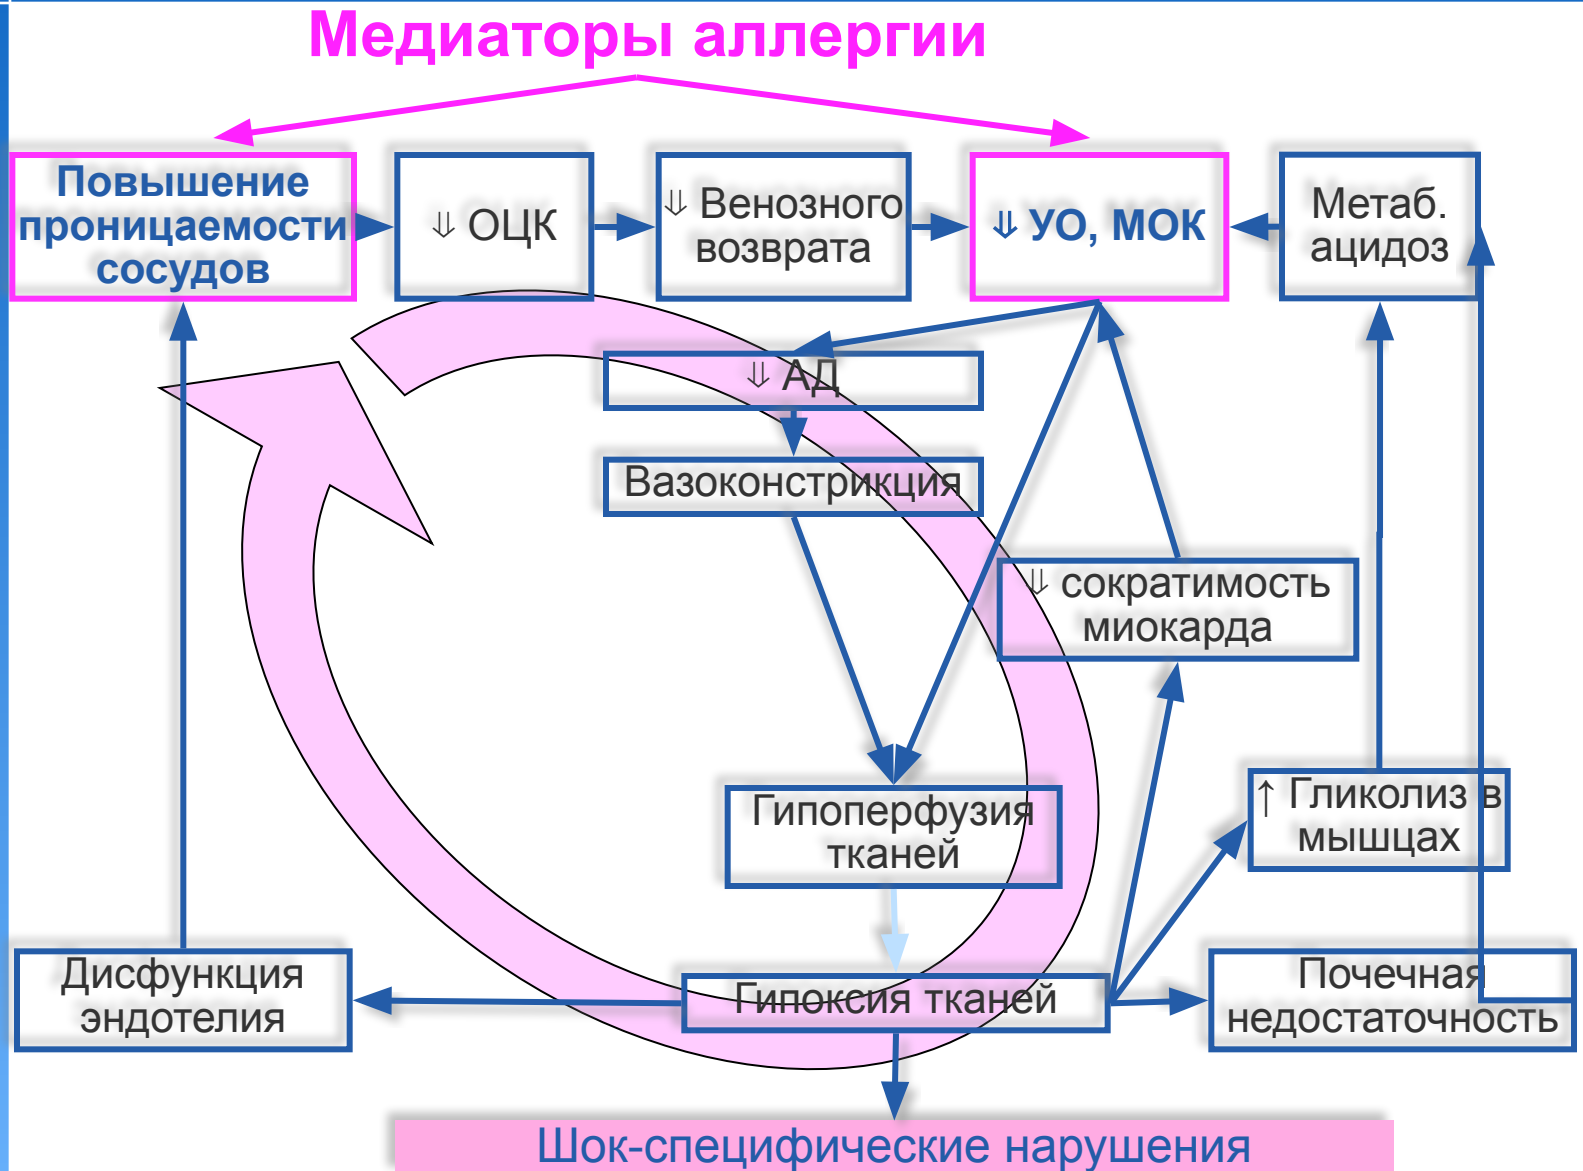 Медиаторы аллергии
Повышение
проницаемости
сосудов
⇓ ОЦК
⇓ Венозного
возврата
⇓ УО, МОК
Метаб.
ацидоз
⇓ АД
Вазоконстрикция
⇓ сократимость
миокарда
Гипоперфузия
тканей
↑ Гликолиз в
мышцах
Дисфункция
эндотелия
Гипоксия тканей
Почечная
недостаточность
Шок-специфические нарушения